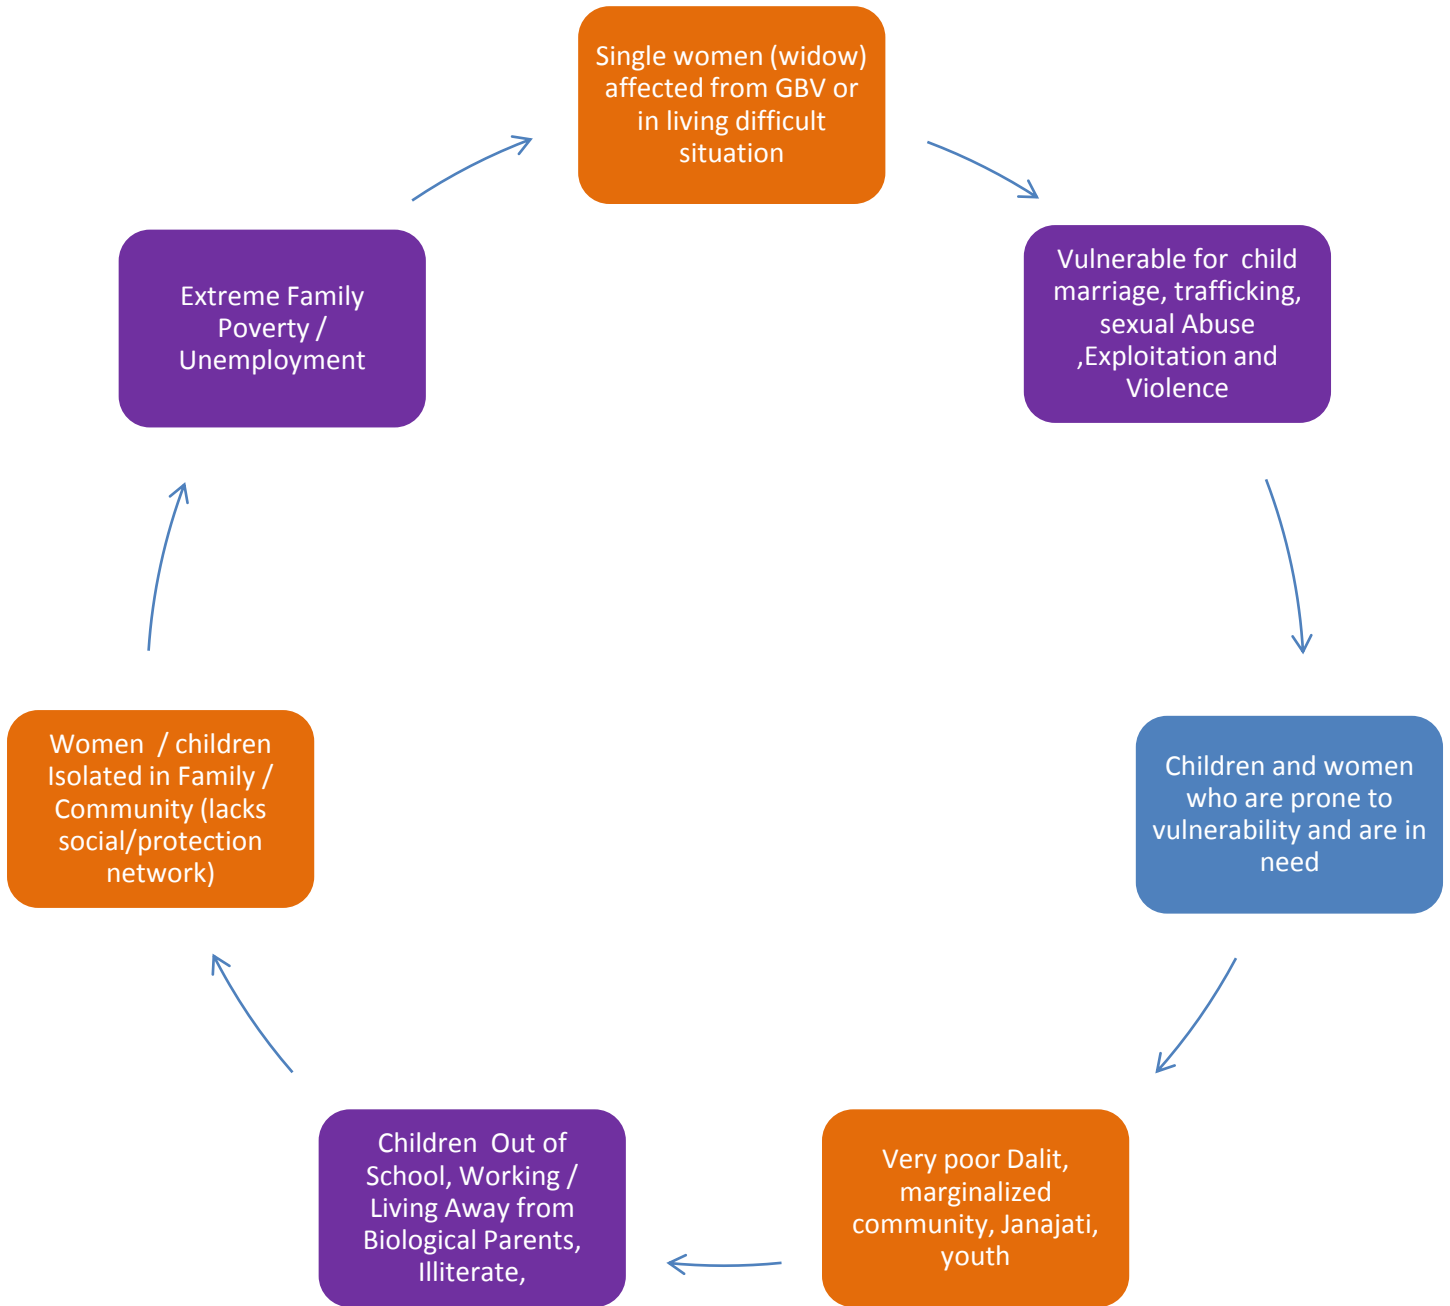 Single women (widow)
affected from GBV or
in living difficult
situation
Vulnerable for  child
marriage, trafficking,
sexual Abuse
,Exploitation and
Violence
Children and women
who are prone to
vulnerability and are in
need
Very poor Dalit,
marginalized
community, Janajati,
youth
Children  Out of
School, Working /
Living Away from
Biological Parents,
Illiterate,
Women  / children
Isolated in Family /
Community (lacks
social/protection
network)
Extreme Family
Poverty /
Unemployment